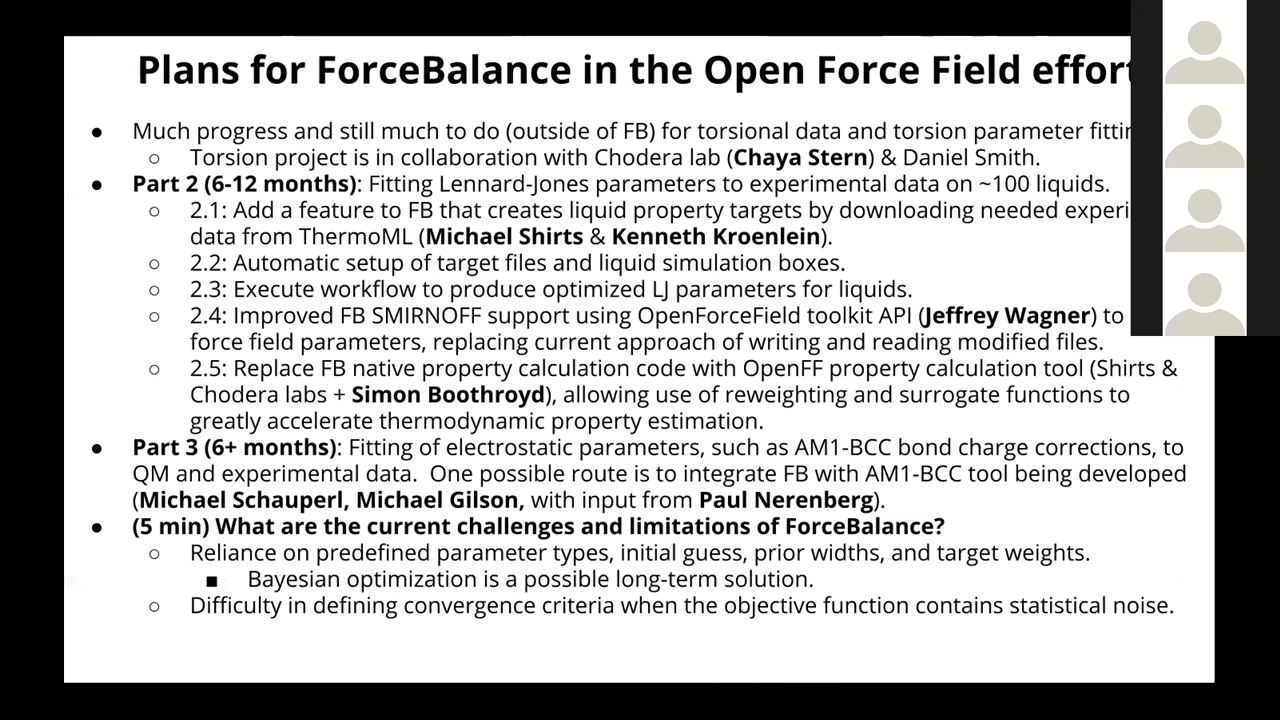 Plans for ForceBalance in the Open Force Field effort
● Much progress and still much to do (outside of FB) for torsional data and torsion parameter
○ Torsion project is in collaboration with Chodera lab (Chaya Stern) & Daniel Smith.
● Part 2 (6-12 months): Fitting Lennard-Jones parameters to experimental data on ~100 liquids.
○ 2.1: Add a feature to FB that creates liquid property targets by downloading needed
data from ThermoML (Michael Shirts & Kenneth Kroenlein).
○ 2.2: Automatic setup of target files and liquid simulation boxes.
○ 2.3: Execute workflow to produce optimized LJ parameters for liquids.
○ 2.4: Improved FB SMIRNOFF support using OpenForceField toolkit API (Jeffrey Wagner) to
force field parameters, replacing current approach of writing and reading modified files.
○ 2.5: Replace FB native property calculation code with OpenFF property calculation tool (Shirts &
Chodera labs + Simon Boothroyd), allowing use of reweighting and surrogate functions to
greatly accelerate thermodynamic property estimation.
● Part 3 (6+ months): Fitting of electrostatic parameters, such as AM1-BCC bond charge corrections, to
QM and experimental data. One possible route is to integrate FB with AM1-BCC tool being developed
(Michael Schauperl, Michael Gilson, with input from Paul Nerenberg).
● (5 min) What are the current challenges and limitations of ForceBalance?
○ Reliance on predefined parameter types, initial guess, prior widths, and target weights.
■ Bayesian optimization is a possible long-term solution.
○ Difficulty in defining convergence criteria when the objective function contains statistical noise.